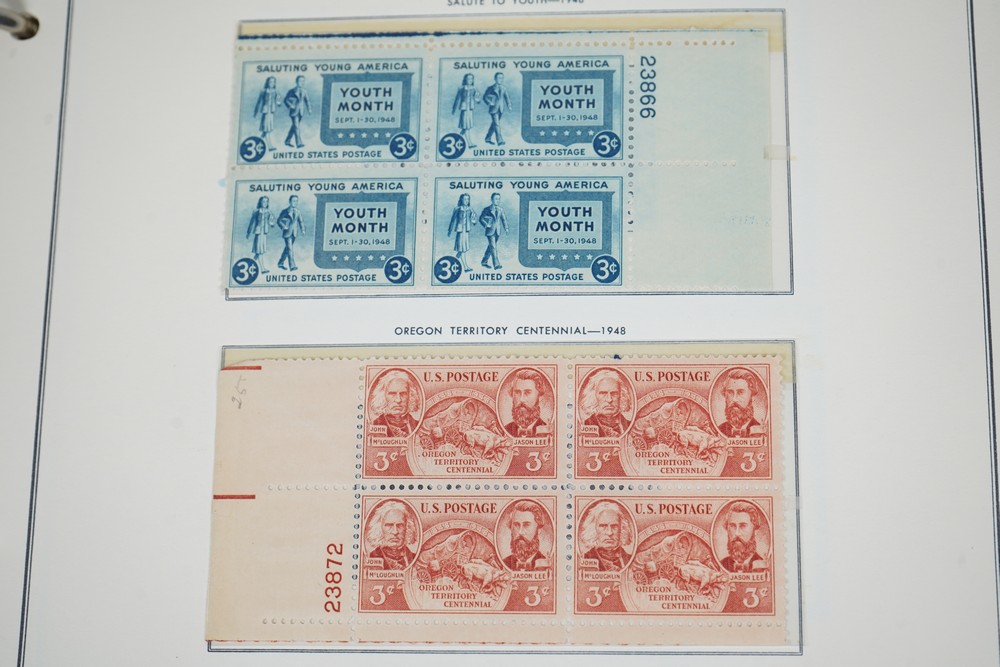 SALUTE TO YOUTH—1948
SALUTING YOUNG AMERICA
YOUTH
MONTH
SEPT. 1-30, 1948
3¢ 3¢
UNITED STATES POSTAGE
SALUTING YOUNG AMERICA
YOUTH
MONTH
SEPT. 1-30, 1948
3¢ 3¢
UNITED STATES POSTAGE
23866
SALUTING YOUNG AMERICA
YOUTH
MONTH
SEPT. 1-30, 1948
3¢ 3¢
UNITED STATES POSTAGE
SALUTING YOUNG AMERICA
YOUTH
MONTH
SEPT. 1-30, 1948
3¢ 3¢
UNITED STATES POSTAGE
OREGON TERRITORY CENTENNIAL—1948
U.S. POSTAGE
JOHN
McLOUGHLIN
JASON LEE
3¢ 3¢
OREGON
TERRITORY
CENTENNIAL
U.S. POSTAGE
JOHN
McLOUGHLIN
JASON LEE
3¢ 3¢
OREGON
TERRITORY
CENTENNIAL
23872
U.S. POSTAGE
JOHN
McLOUGHLIN
JASON LEE
3¢ 3¢
OREGON
TERRITORY
CENTENNIAL
U.S. POSTAGE
JOHN
McLOUGHLIN
JASON LEE
3¢ 3¢
OREGON
TERRITORY
CENTENNIAL